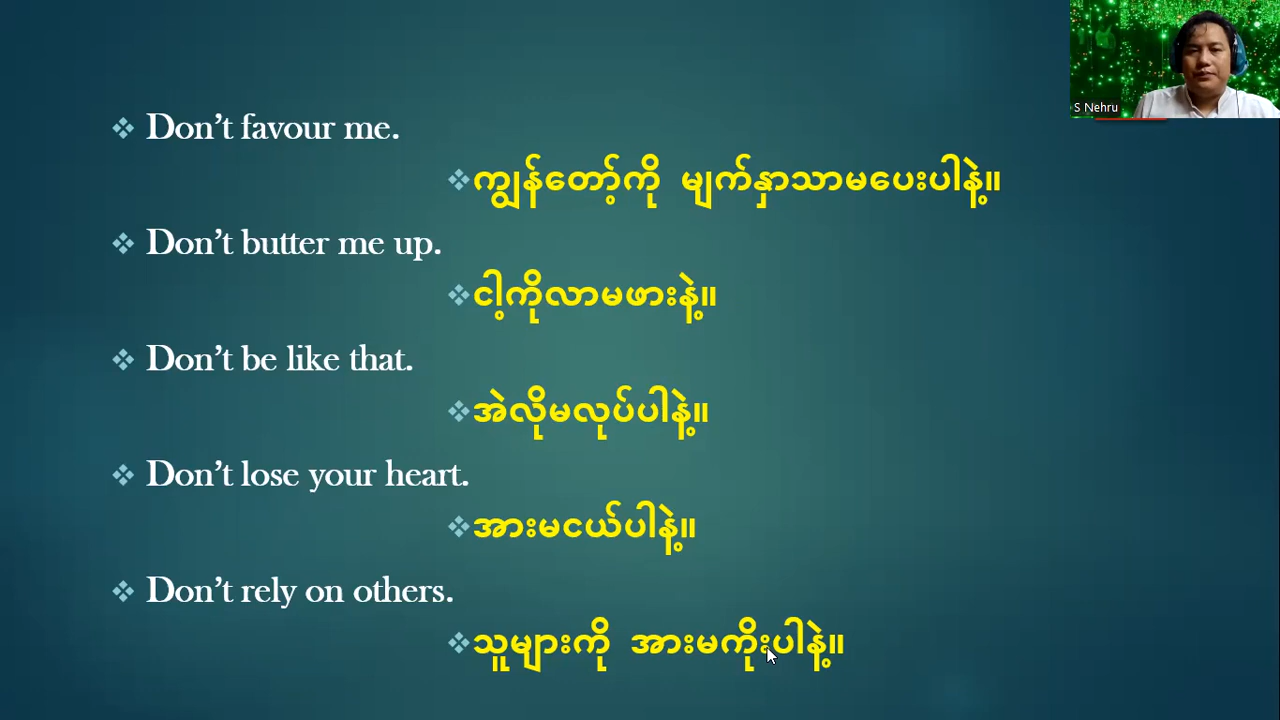 S Nehru
Don't favour me.
ကျွန်တော့်ကို မျက်နှာသာမပေးပါနဲ့။
Don't butter me up.
ငါ့ကိုလာမဖားနဲ့။
Don't be like that.
အဲလိုမလုပ်ပါနဲ့။
Don't lose your heart.
အားမငယ်ပါနဲ့။
Don't rely on others.
သူများကို အားမကိုးပါနဲ့။